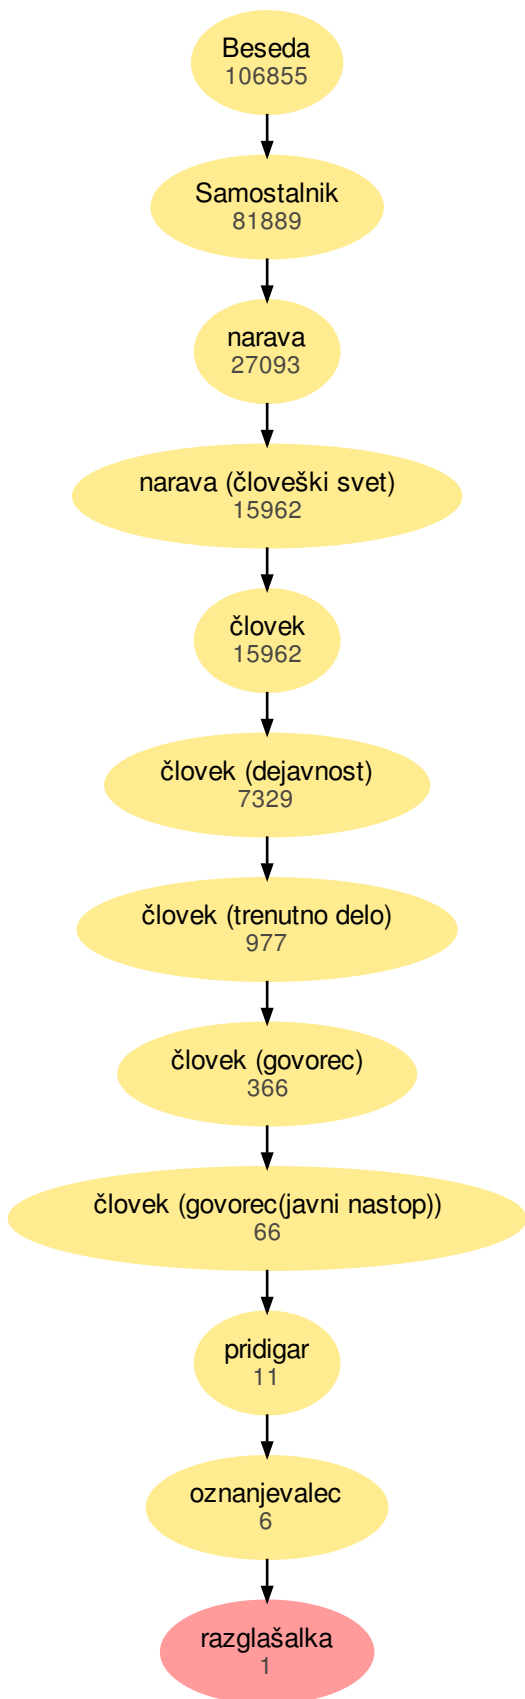 Beseda
106855
Samostalnik
81889
narava
27093
narava (človeški svet)
15962
človek
15962
človek (dejavnost)
7329
človek (trenutno delo)
977
človek (govorec)
366
človek (govorec(javni nastop))
66
pridigar
11
oznanjevalec
6
razglašalka
1